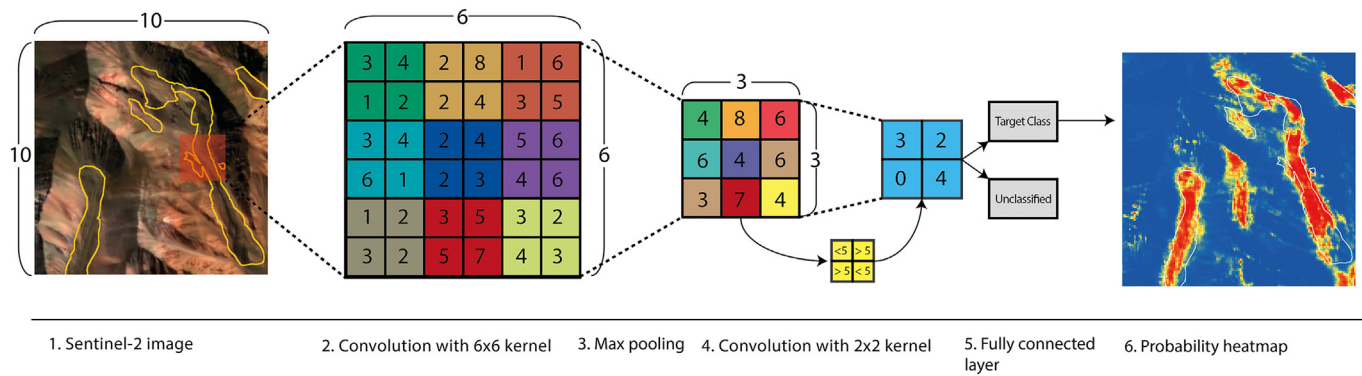 10
10
6
6
3 4 2 8 1 6
1 2 2 4 3 5
3 4 2 4 5 6
6 1 2 3 4 6
1 2 3 5 3 2
3 2 5 7 4 3
3
3
4 8 6
6 4 6
3 7 4
<5 >5
>5 <5
3 2
0 4
Target Class
Unclassified
1. Sentinel-2 image
2. Convolution with 6x6 kernel
3. Max pooling
4. Convolution with 2x2 kernel
5. Fully connected
layer
6. Probability heatmap